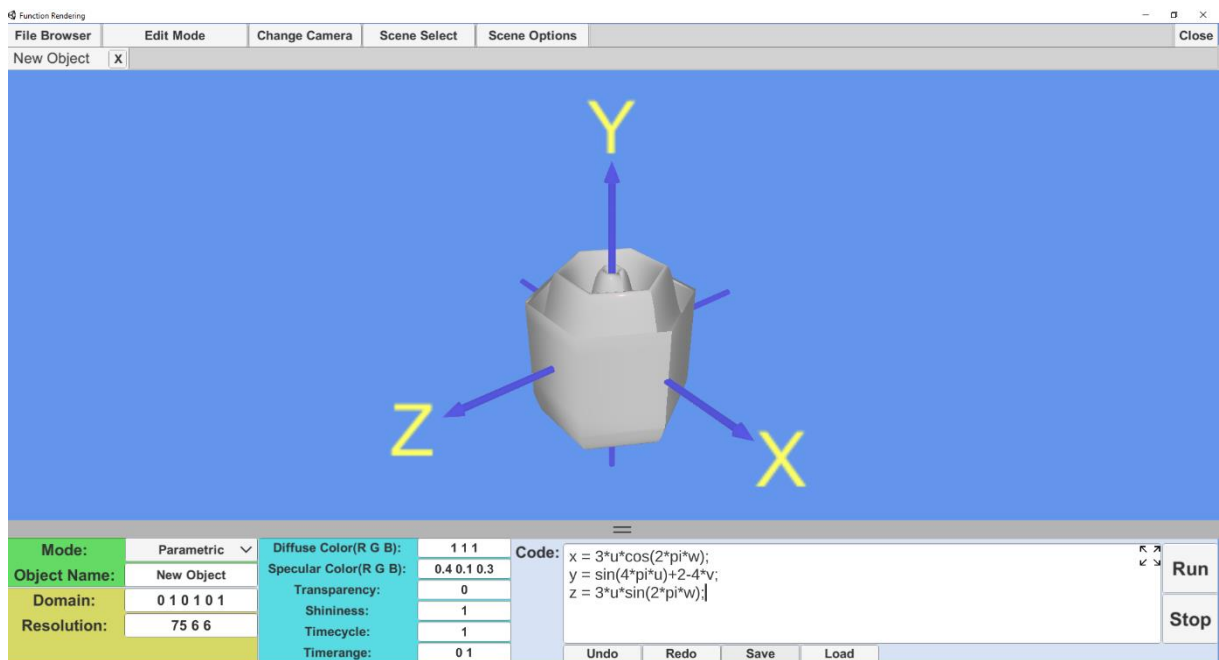 Function Rendering
File Browser Edit Mode Change Camera Scene Select Scene Options Close
New Object X
Y
Z
X
Mode: Parametric
Object Name: New Object
Domain: 0 1 0 1 0 1
Resolution: 75 6 6
Diffuse Color(R G B): 1 1 1
Specular Color(R G B): 0.4 0.1 0.3
Transparency: 0
Shininess: 1
Timecycle: 1
Timerange: 0 1
Code:
x = 3*u*cos(2*pi*w);
y = sin(4*pi*u)+2-4*v;
z = 3*u*sin(2*pi*w);
Run
Stop
Undo Redo Save Load